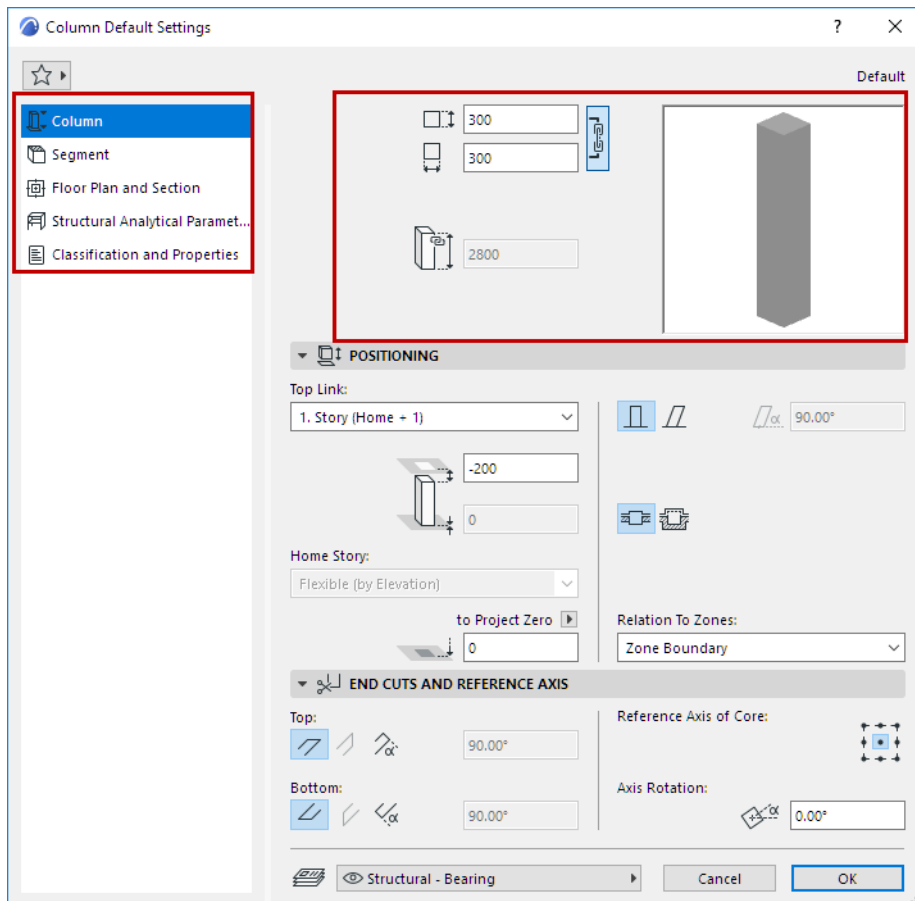 Column Default Settings
?
Default
Column
Segment
Floor Plan and Section
Structural Analytical Paramet...
Classification and Properties
300
300
2800
POSITIONING
Top Link:
1. Story (Home + 1)
α 90.00°
-200
0
Home Story:
Flexible (by Elevation)
to Project Zero
0
Relation To Zones:
Zone Boundary
END CUTS AND REFERENCE AXIS
Top:
α 90.00°
Bottom:
α 90.00°
Reference Axis of Core:
Axis Rotation:
α 0.00°
Structural - Bearing
Cancel
OK